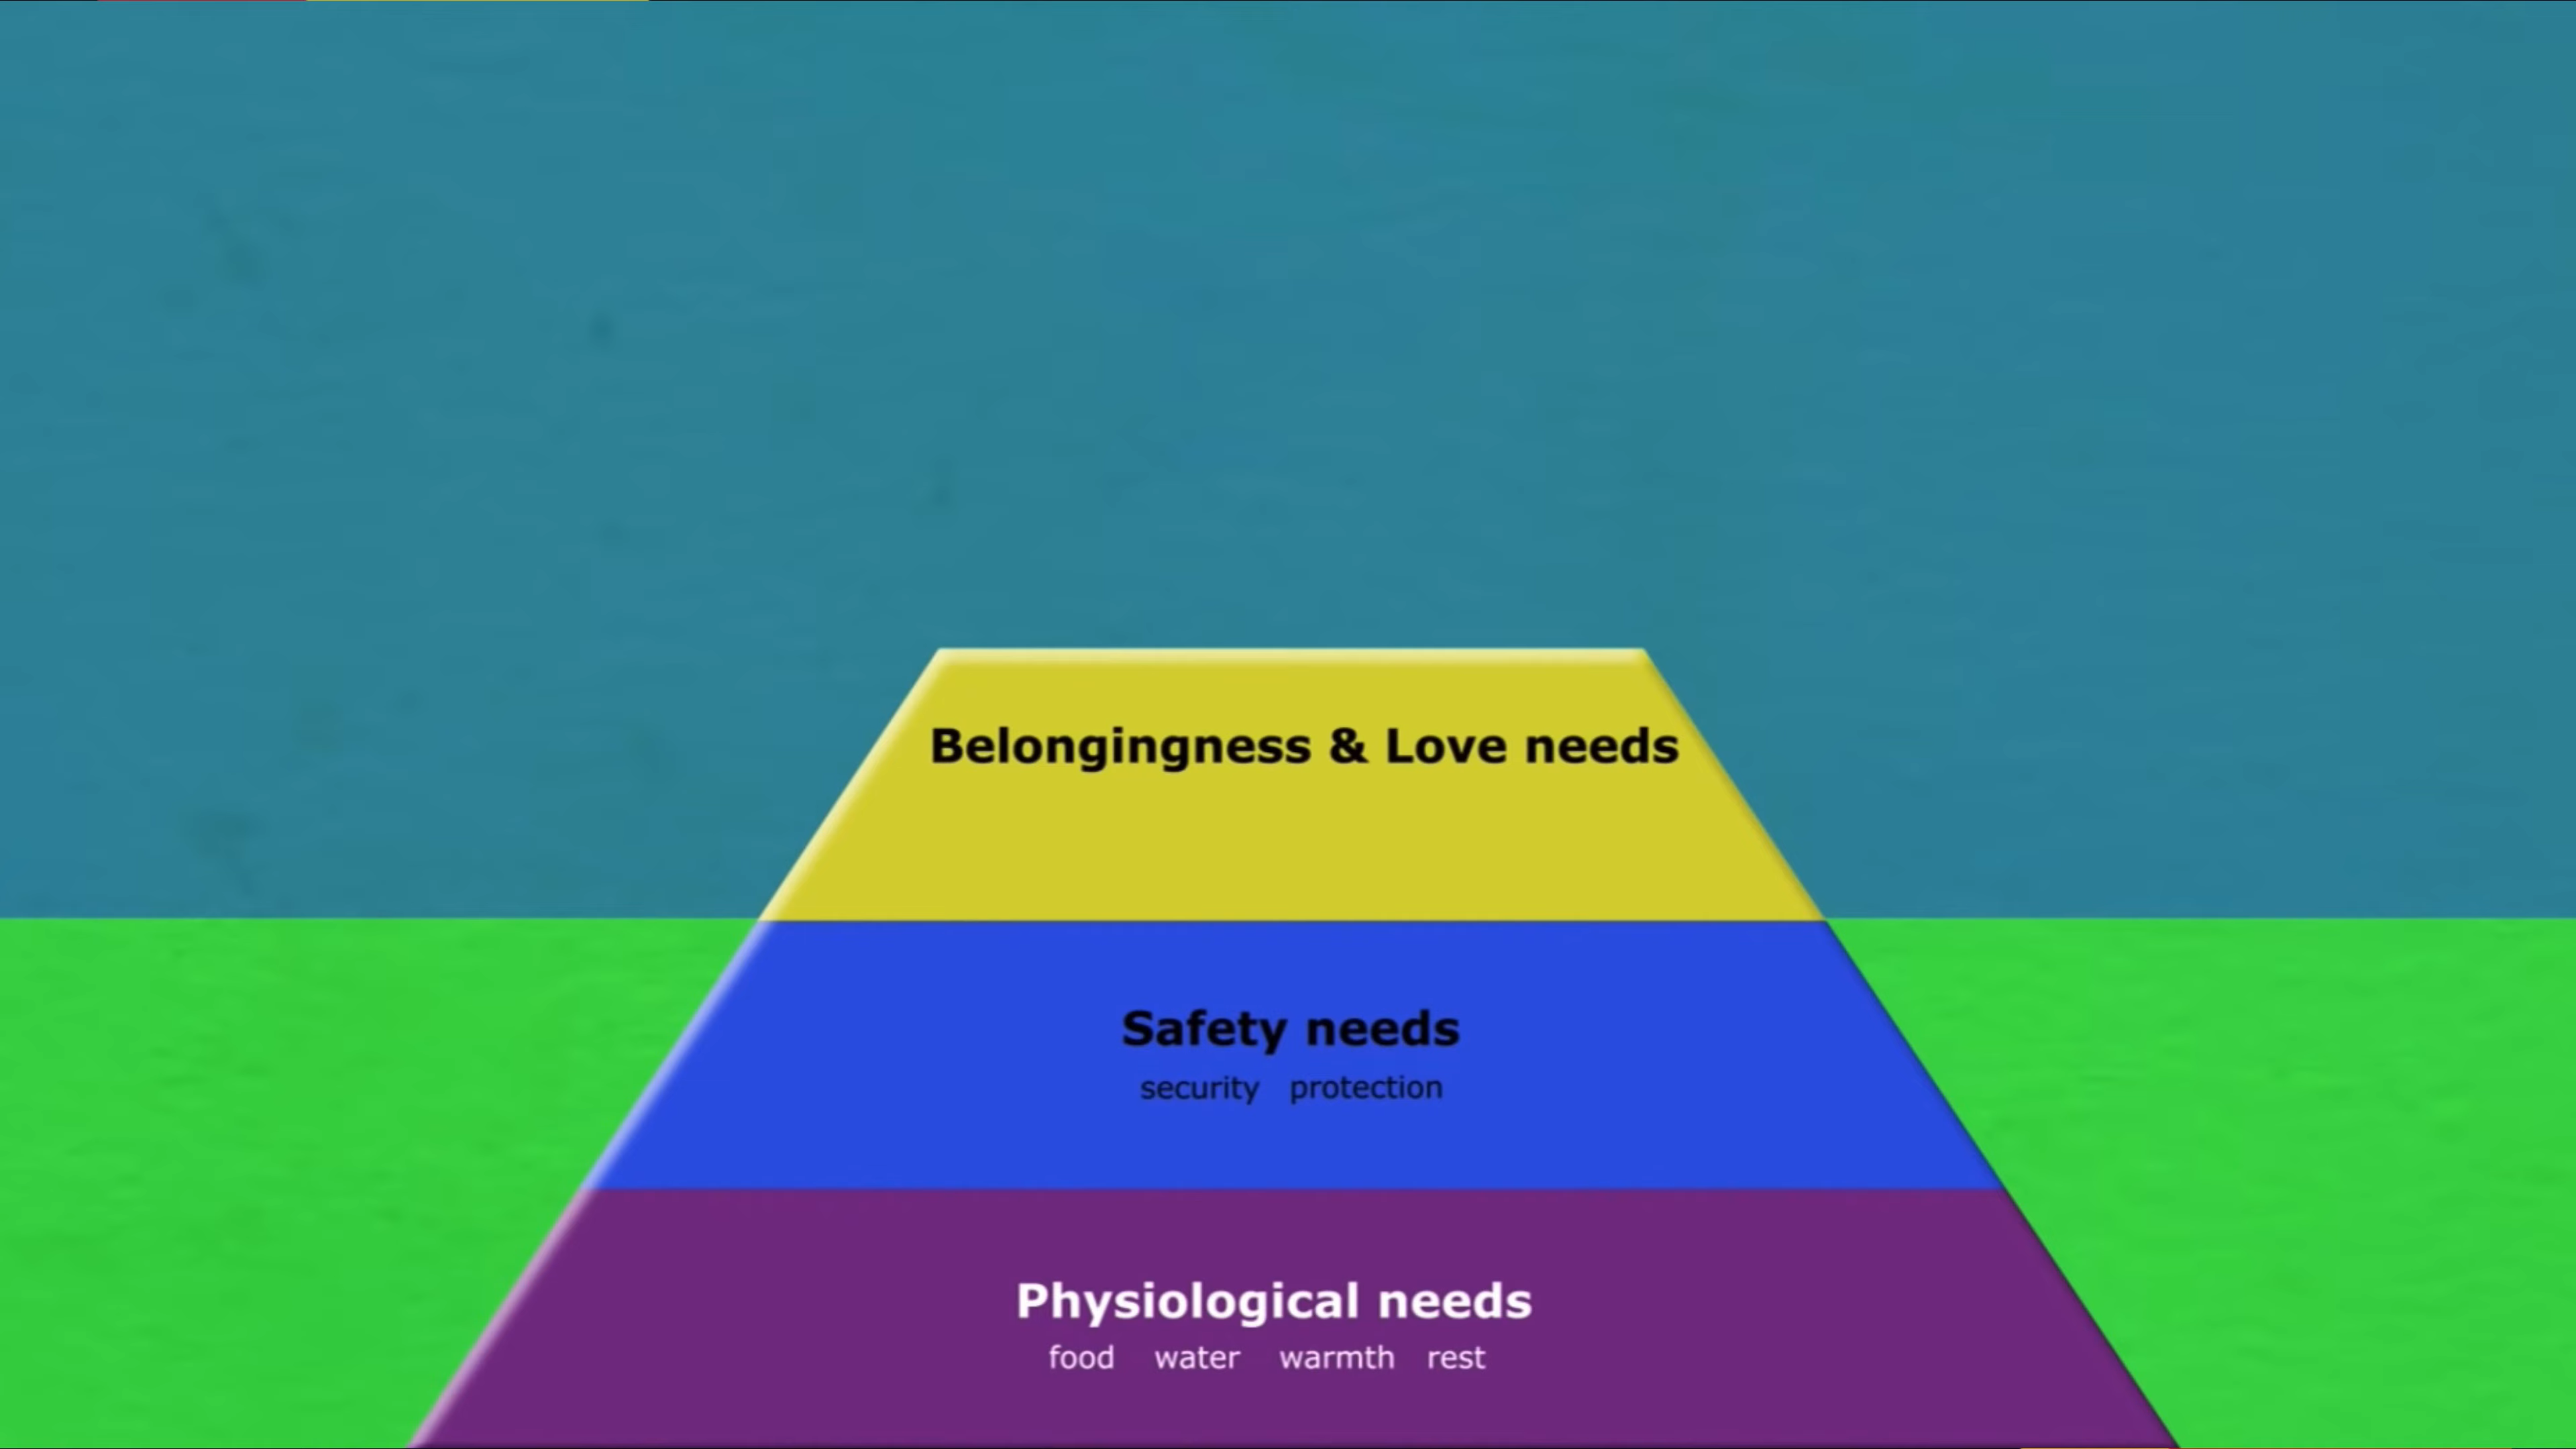 Belongingness & Love needs
Safety needs
security protection
Physiological needs
food water warmth rest